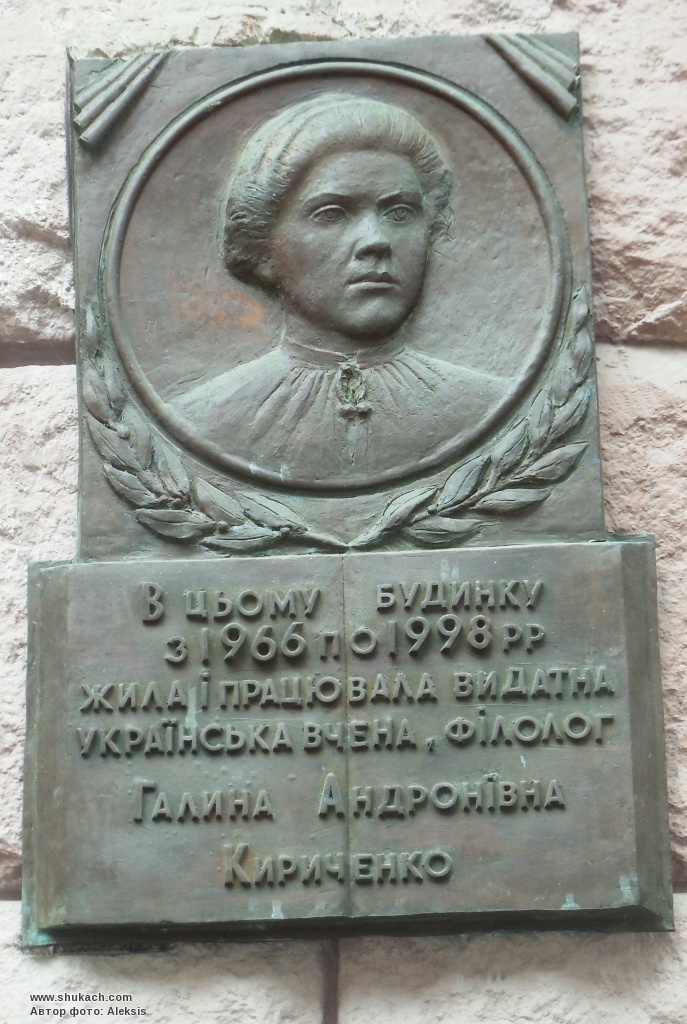 В цьому будинку
з 1966 по 1998 рр
жила і працювала видатна
українська вчена, філолог
Галина Андронівна
Кириченко
www.shukach.com
Автор фото: Aleksis